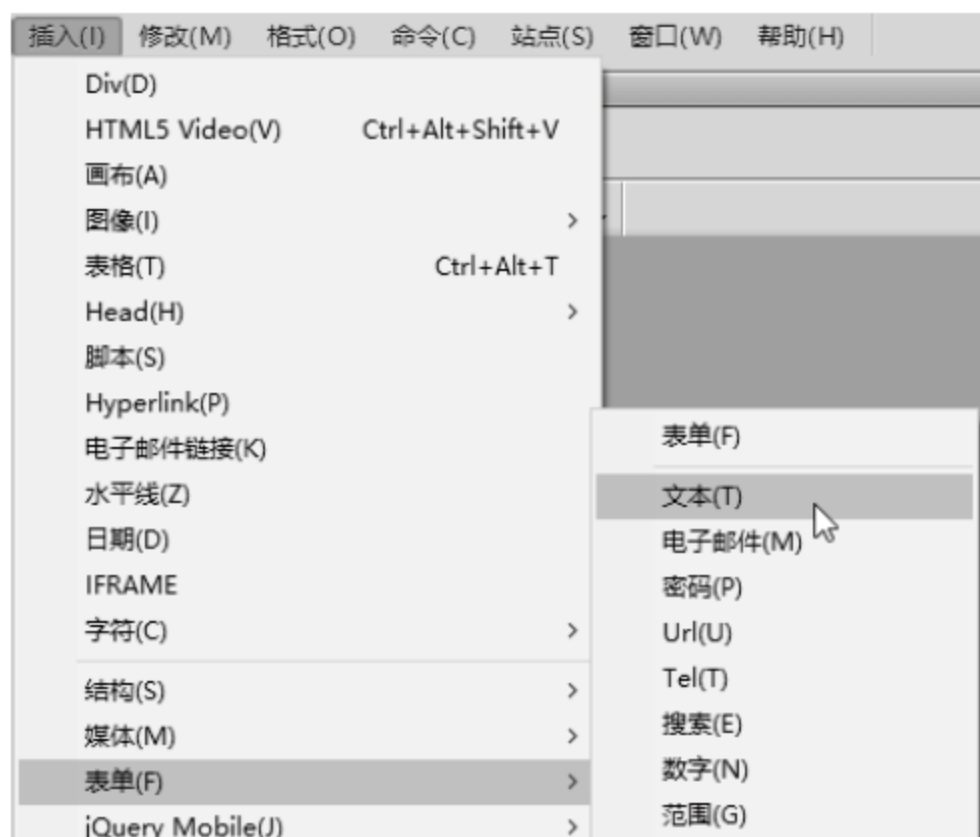 插入(I) 修改(M) 格式(O) 命令(C) 站点(S) 窗口(W) 帮助(H)
Div(D)
HTML5 Video(V) Ctrl+Alt+Shift+V
画布(A)
图像(I)
表格(T) Ctrl+Alt+T
Head(H)
脚本(S)
Hyperlink(P)
电子邮件链接(K)
水平线(Z)
日期(D)
IFRAME
字符(C)
结构(S)
媒体(M)
表单(F)
jQuery Mobile(J)
表单(F)
文本(T)
电子邮件(M)
密码(P)
Url(U)
Tel(T)
搜索(E)
数字(N)
范围(G)